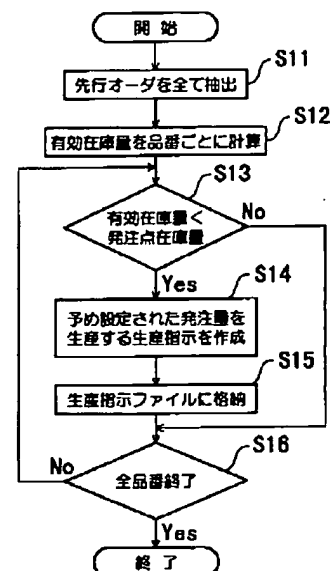 開 始
S11
先行オーダを全て抽出
S12
有効在庫量を品番ごとに計算
S13
有効在庫量<
発注点在庫量
No
Yes
S14
予め設定された発注量を
生産する生産指示を作成
S15
生産指示ファイルに格納
S16
No
全品番終了
Yes
終 了